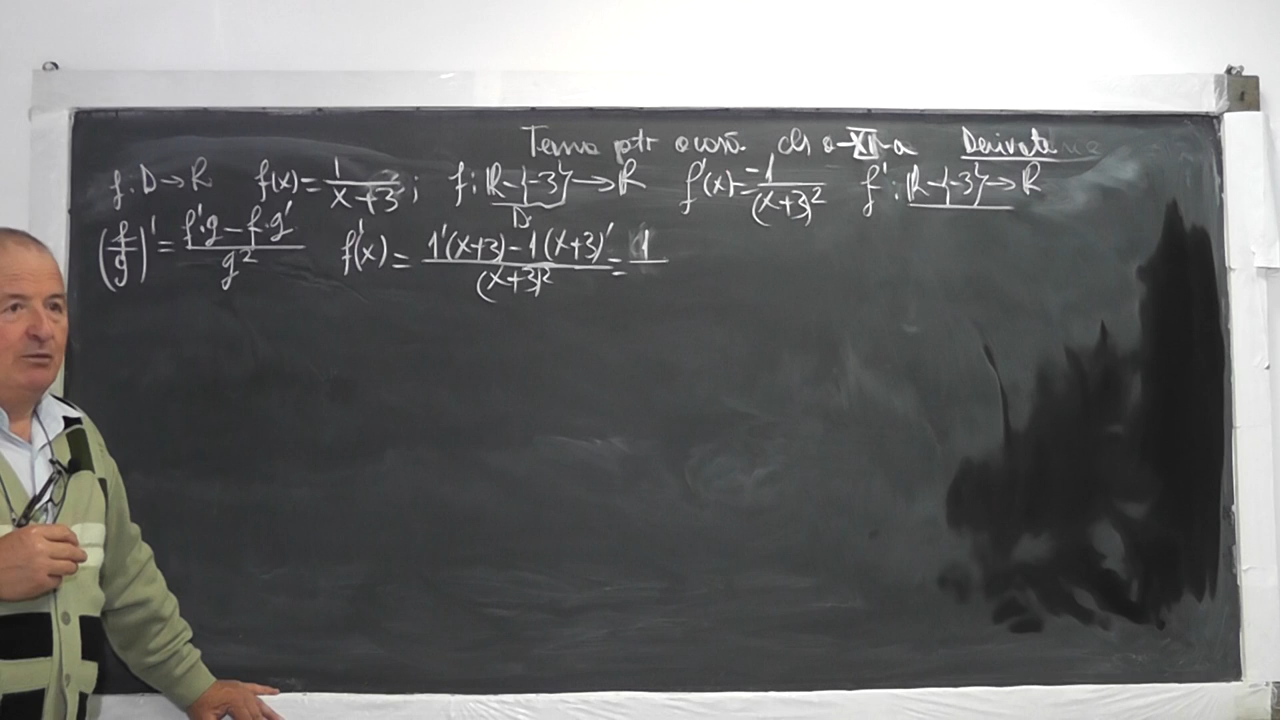 Tema ptr acasă cls a XI a Derivate
f: D→R f(x)=1/(x+3); f: R-{-3}→R f'(x)=-1/(x+3)² f': R-{-3}→R
D
(f/g)'=(f'·g-f·g')/g² f'(x)=(1'(x+3)-1(x+3)')/(x+3)²=1